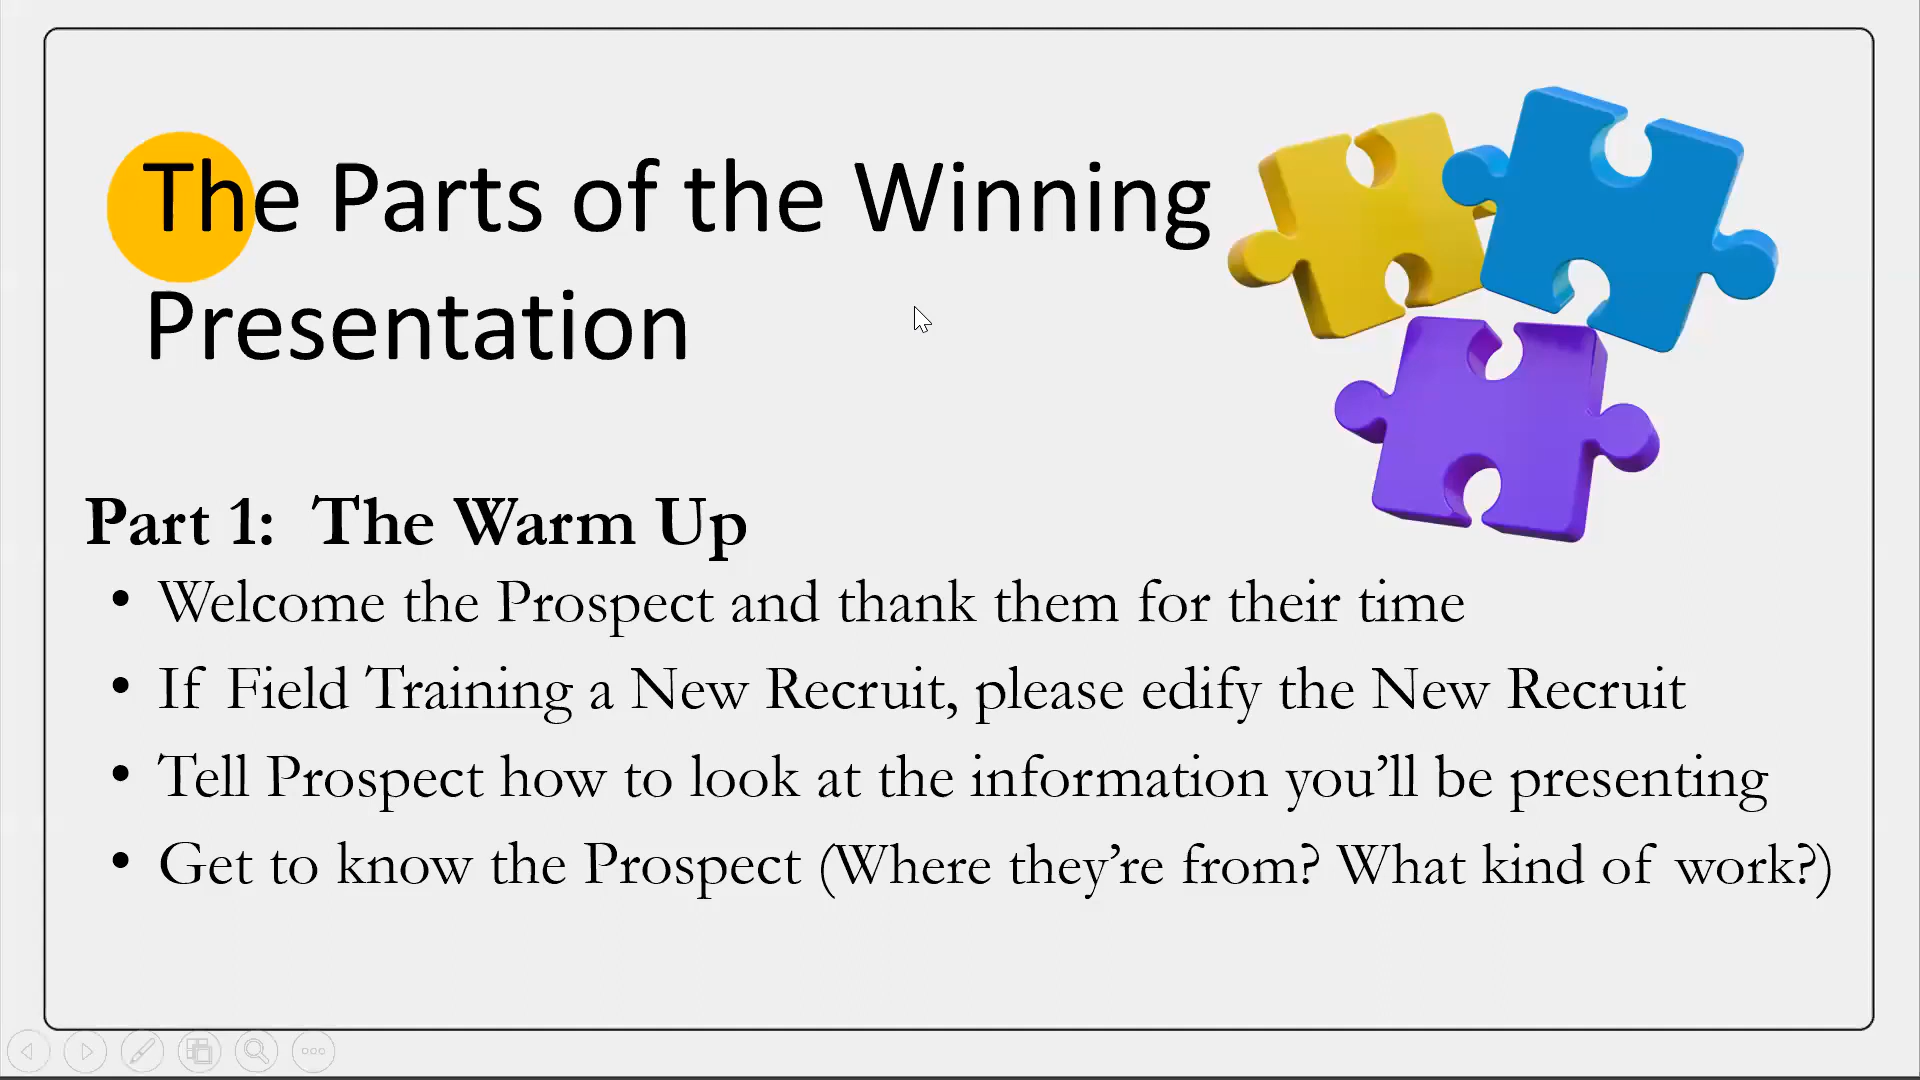 The Parts of the Winning
Presentation
Part 1: The Warm Up
• Welcome the Prospect and thank them for their time
• If Field Training a New Recruit, please edify the New Recruit
• Tell Prospect how to look at the information you’ll be presenting
• Get to know the Prospect (Where they’re from? What kind of work?)